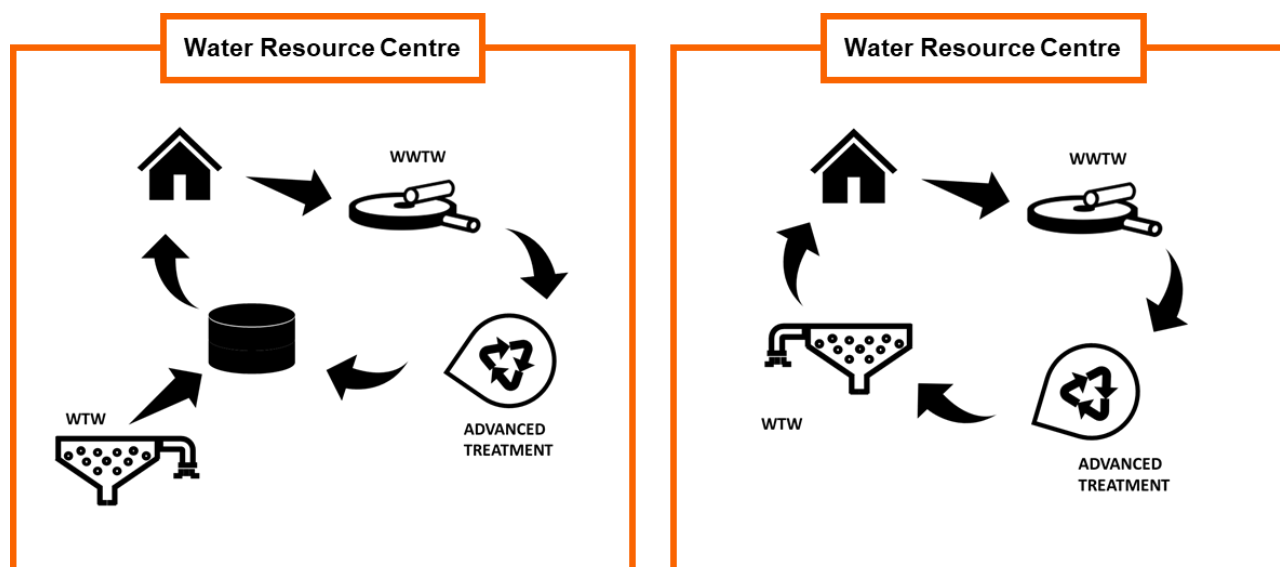 Water Resource Centre
WWTW
WTW
ADVANCED
TREATMENT
Water Resource Centre
WWTW
WTW
ADVANCED
TREATMENT